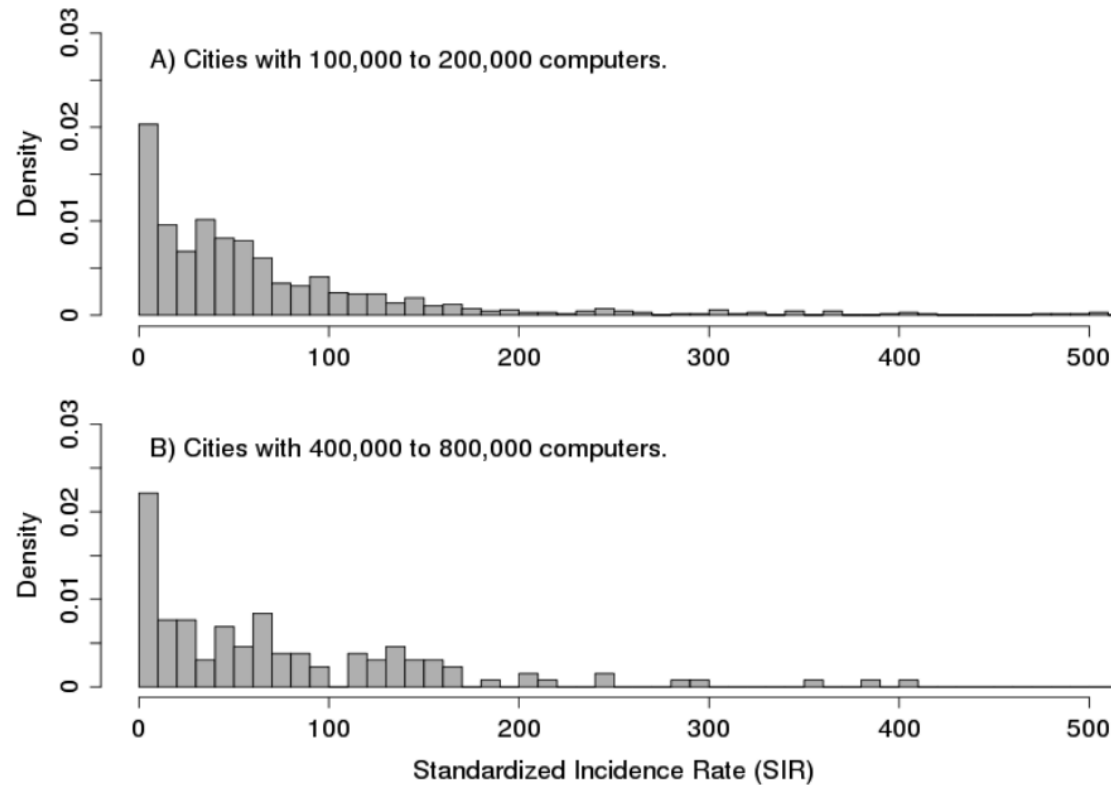 A) Cities with 100,000 to 200,000 computers.
Density
0.03
0.02
0.01
0
0 100 200 300 400 500
B) Cities with 400,000 to 800,000 computers.
Density
0.03
0.02
0.01
0
0 100 200 300 400 500
Standardized Incidence Rate (SIR)